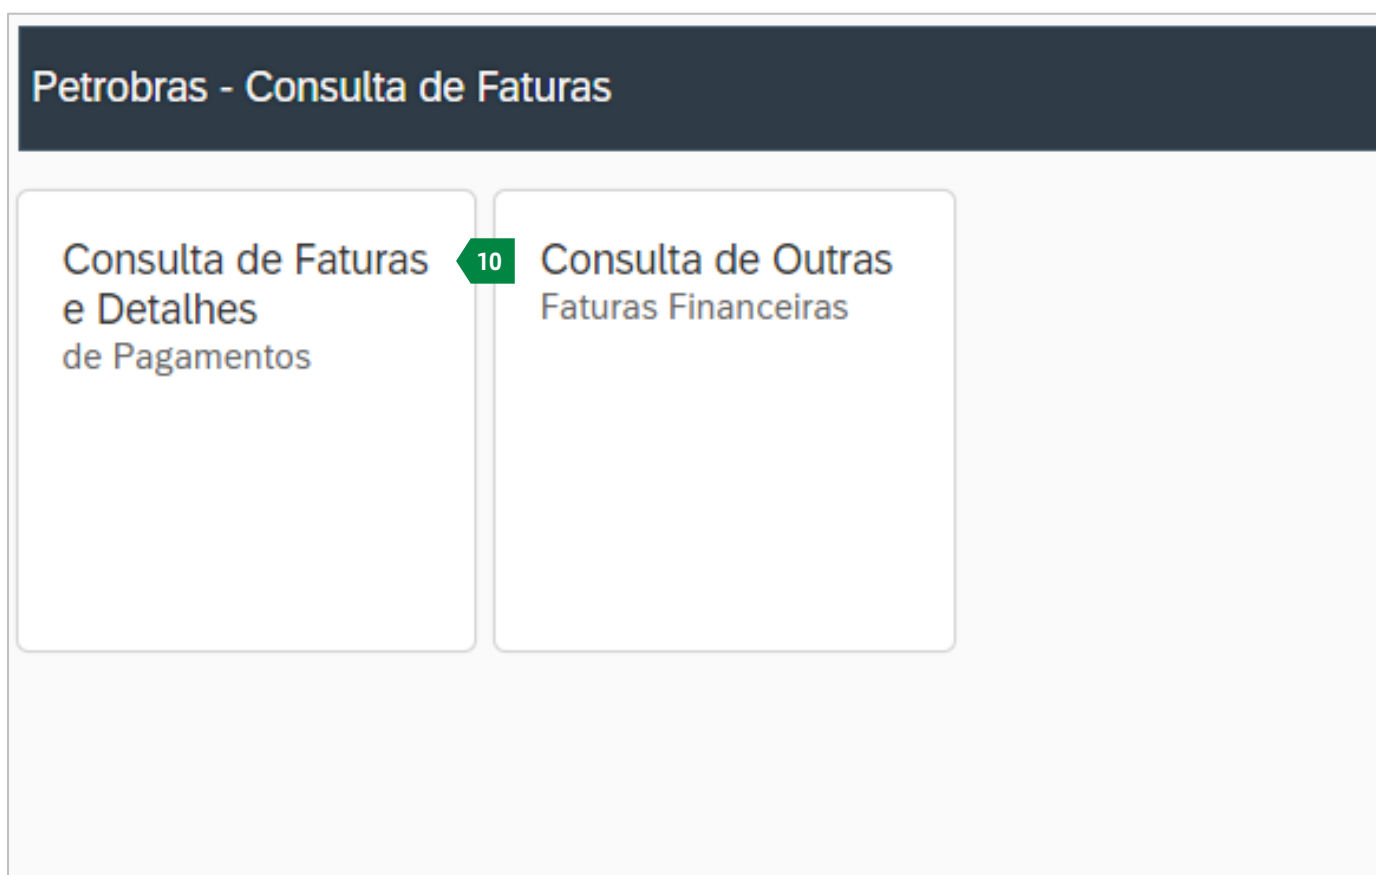 Petrobras - Consulta de Faturas
Consulta de Faturas
e Detalhes
de Pagamentos
10
Consulta de Outras
Faturas Financeiras